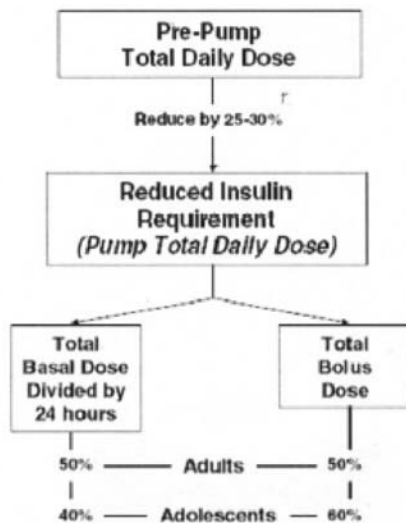 Pre-Pump
Total Daily Dose
Reduce by 25-30%
Reduced Insulin
Requirement
(Pump Total Daily Dose)
Total
Basal Dose
Divided by
24 hours
Total
Bolus
Dose
50% Adults 50%
40% Adolescents 60%